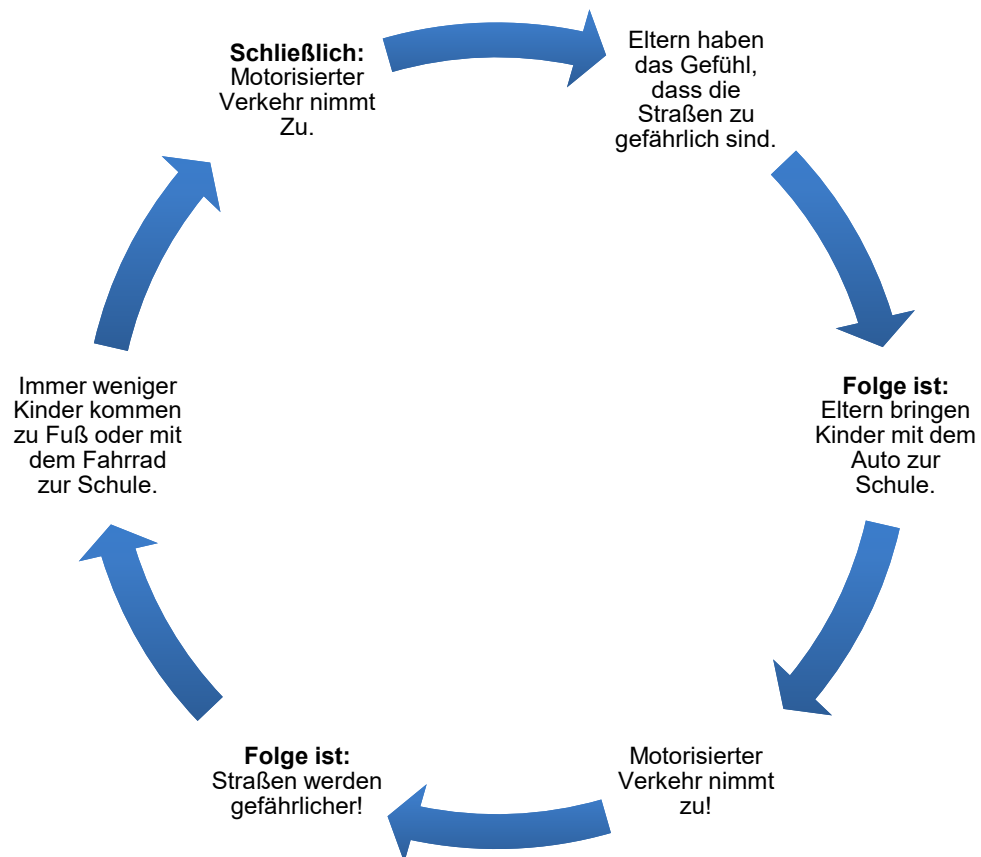 Schließlich:
Motorisierter
Verkehr nimmt
Zu.
Eltern haben
das Gefühl,
dass die
Straßen zu
gefährlich sind.
Folge ist:
Eltern bringen
Kinder mit dem
Auto zur
Schule.
Motorisierter
Verkehr nimmt
zu!
Folge ist:
Straßen werden
gefährlicher!
Immer weniger
Kinder kommen
zu Fuß oder mit
dem Fahrrad
zur Schule.